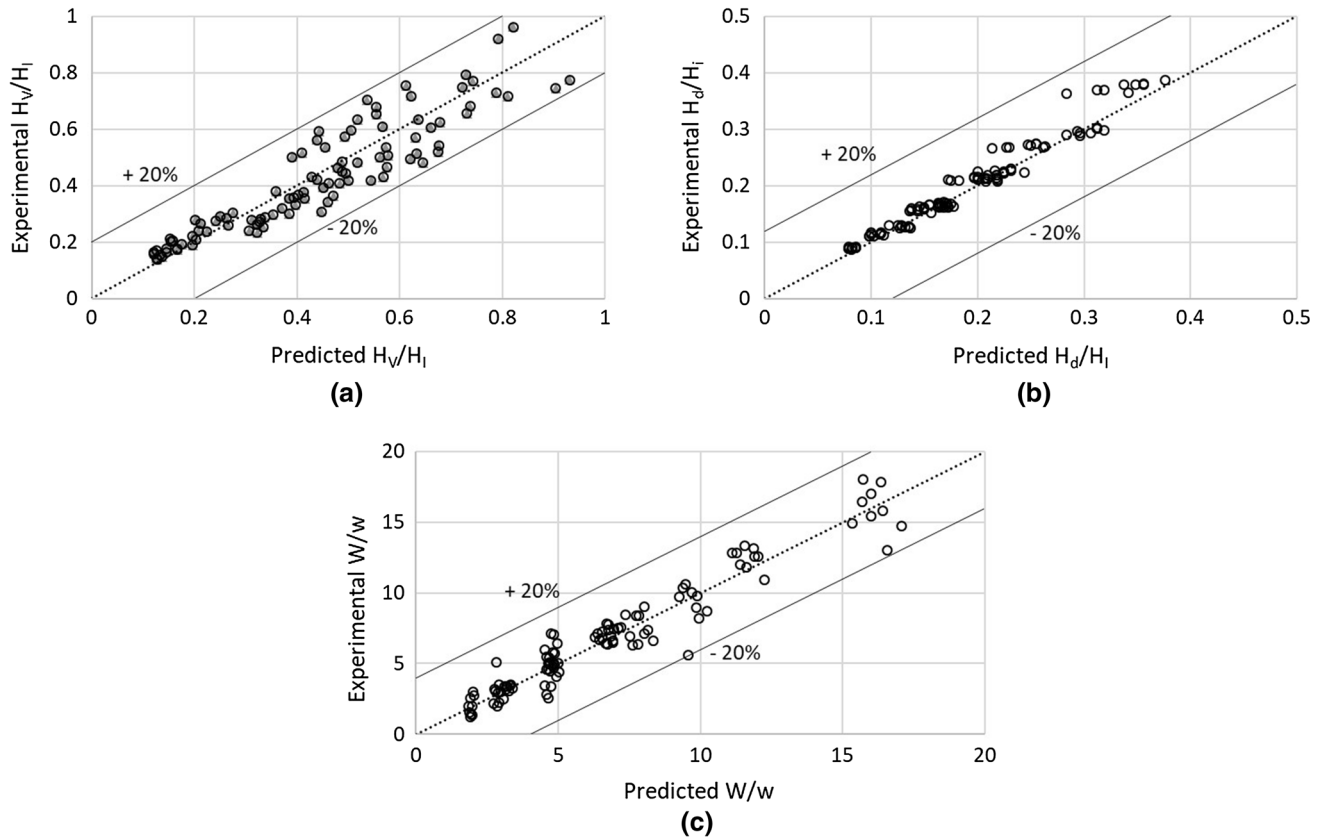 Experimental H_V/H_I
1
0.8
0.6
0.4
0.2
0
+ 20%
- 20%
0 0.2 0.4 0.6 0.8 1
Predicted H_V/H_I
(a)
Experimental H_d/H_i
0.5
0.4
0.3
0.2
0.1
0
+ 20%
- 20%
0 0.1 0.2 0.3 0.4 0.5
Predicted H_d/H_I
(b)
Experimental W/w
20
15
10
5
0
+ 20%
- 20%
0 5 10 15 20
Predicted W/w
(c)